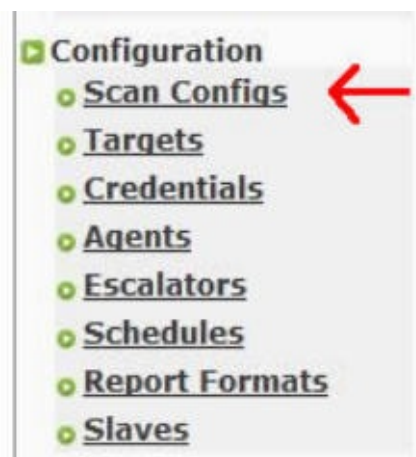 Configuration
Scan Configs
Targets
Credentials
Agents
Escalators
Schedules
Report Formats
Slaves